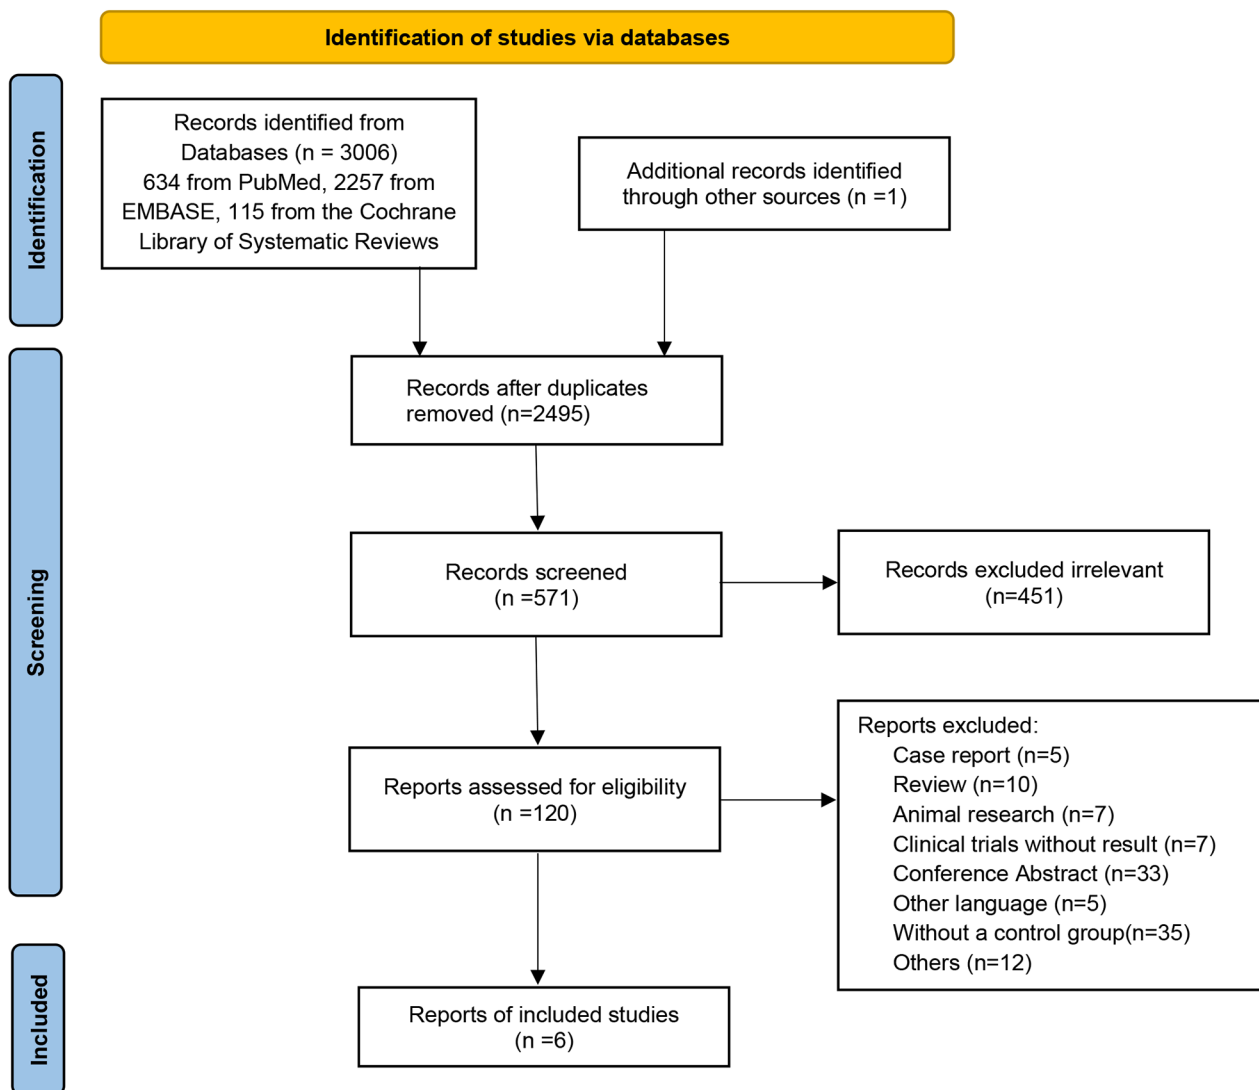 Identification of studies via databases
Identification
Records identified from
Databases (n = 3006)
634 from PubMed, 2257 from
EMBASE, 115 from the Cochrane
Library of Systematic Reviews
Additional records identified
through other sources (n =1)
Screening
Records after duplicates
removed (n=2495)
Records screened
(n =571)
Records excluded irrelevant
(n=451)
Reports assessed for eligibility
(n =120)
Reports excluded:
Case report (n=5)
Review (n=10)
Animal research (n=7)
Clinical trials without result (n=7)
Conference Abstract (n=33)
Other language (n=5)
Without a control group(n=35)
Others (n=12)
Included
Reports of included studies
(n =6)